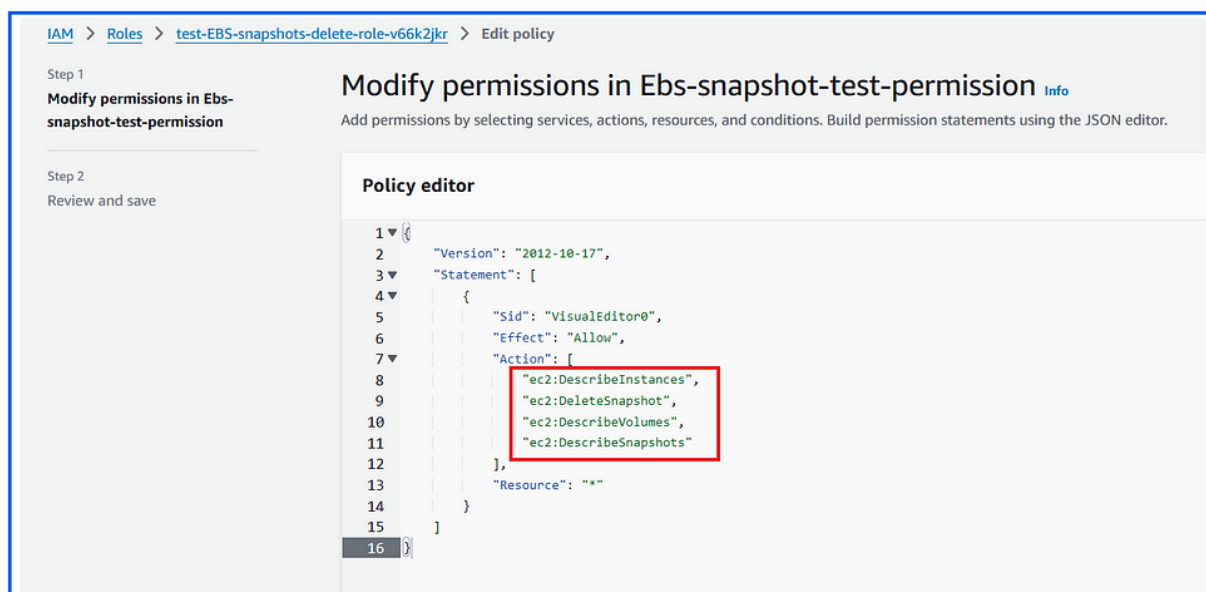 IAM > Roles > test-EBS-snapshots-delete-role-v66k2jkr > Edit policy
Step 1
Modify permissions in Ebs-
snapshot-test-permission
Step 2
Review and save
Modify permissions in Ebs-snapshot-test-permission Info
Add permissions by selecting services, actions, resources, and conditions. Build permission statements using the JSON editor.
Policy editor
1 {
2 "Version": "2012-10-17",
3 "Statement": [
4 {
5 "Sid": "VisualEditor0",
6 "Effect": "Allow",
7 "Action": [
8 "ec2:DescribeInstances",
9 "ec2:DeleteSnapshot",
10 "ec2:DescribeVolumes",
11 "ec2:DescribeSnapshots"
12 ],
13 "Resource": "*"
14 }
15 ]
16 }